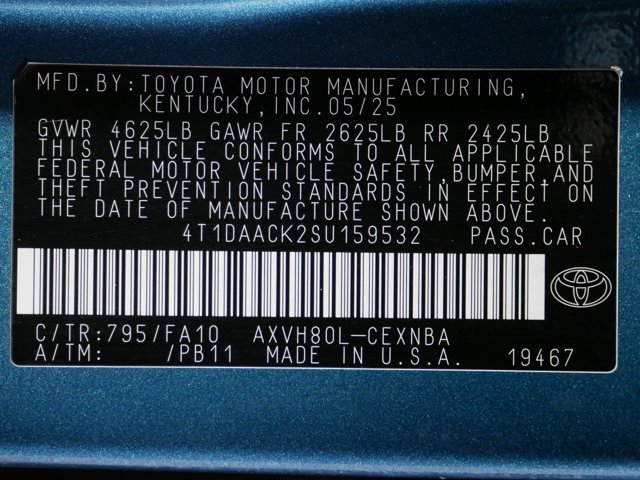 MFD.BY:TOYOTA MOTOR MANUFACTURING,
KENTUCKY,INC.05/25
GVWR 4625LB GAWR FR 2625LB RR 2425LB
THIS VEHICLE CONFORMS TO ALL APPLICABLE
FEDERAL MOTOR VEHICLE SAFETY,BUMPER,AND
THEFT PREVENTION STANDARDS IN EFFECT ON
THE DATE OF MANUFACTURE SHOWN ABOVE.
4T1DAACK2SU159532 PASS.CAR
C/TR:795/FA10 AXVH80L-CEXNBA
A/TM: /PB11 MADE IN U.S.A. 19467